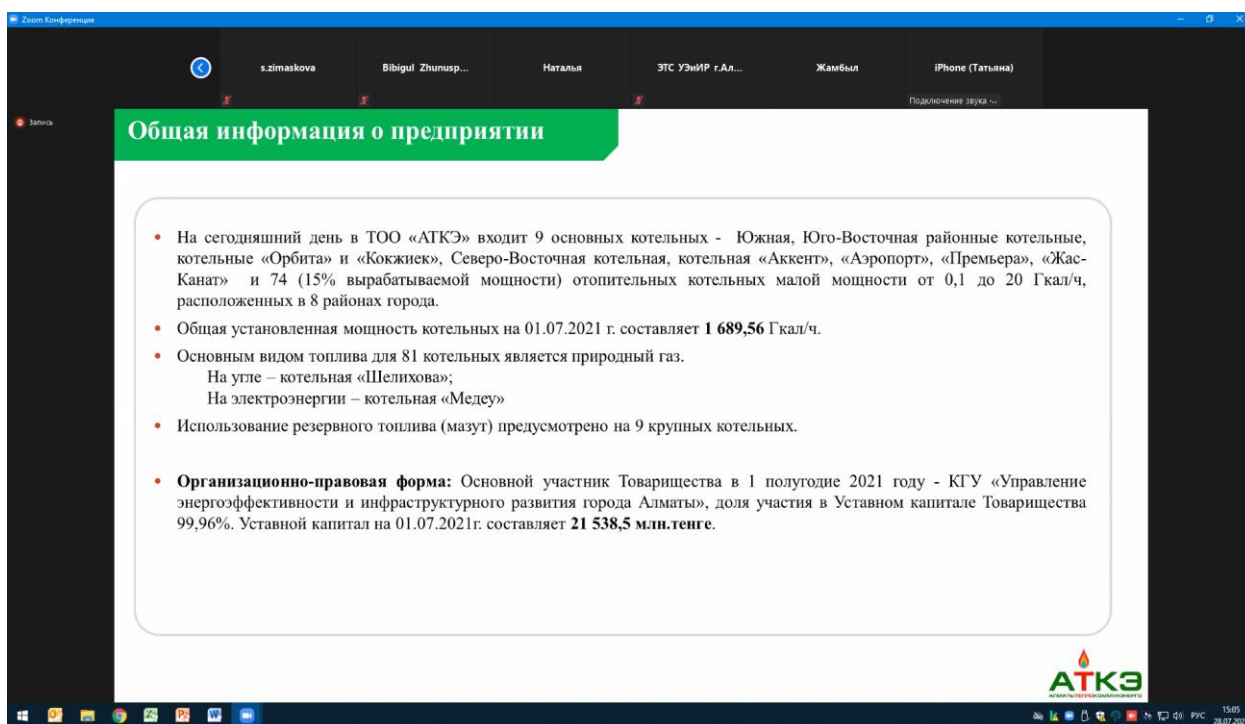 Zoom Конференция
s.zimaskova
Bibigul Zhunusp...
Наталья
ЭТС УЭиИР г.Ал...
Жамбыл
iPhone (Татьяна)
Подключение звука ·..
Запись
Общая информация о предприятии
• На сегодняшний день в ТОО «АТКЭ» входит 9 основных котельных - Южная, Юго-Восточная районные котельные,
котельные «Орбита» и «Кокжиек», Северо-Восточная котельная, котельная «Аккент», «Аэропорт», «Премьера», «Жас-
Канат» и 74 (15% вырабатываемой мощности) отопительных котельных малой мощности от 0,1 до 20 Гкал/ч,
расположенных в 8 районах города.
• Общая установленная мощность котельных на 01.07.2021 г. составляет 1 689,56 Гкал/ч.
• Основным видом топлива для 81 котельных является природный газ.
На угле – котельная «Шелихова»;
На электроэнергии – котельная «Медеу»
• Использование резервного топлива (мазут) предусмотрено на 9 крупных котельных.
• Организационно-правовая форма: Основной участник Товарищества в 1 полугодие 2021 году - КГУ «Управление
энергоэффективности и инфраструктурного развития города Алматы», доля участия в Уставном капитале Товарищества
99,96%. Уставной капитал на 01.07.2021г. составляет 21 538,5 млн.тенге.
АТКЭ
АЛМАТЫТЕПЛОКОММУНЭНЕРГО
РУС
15:05
28.07.202